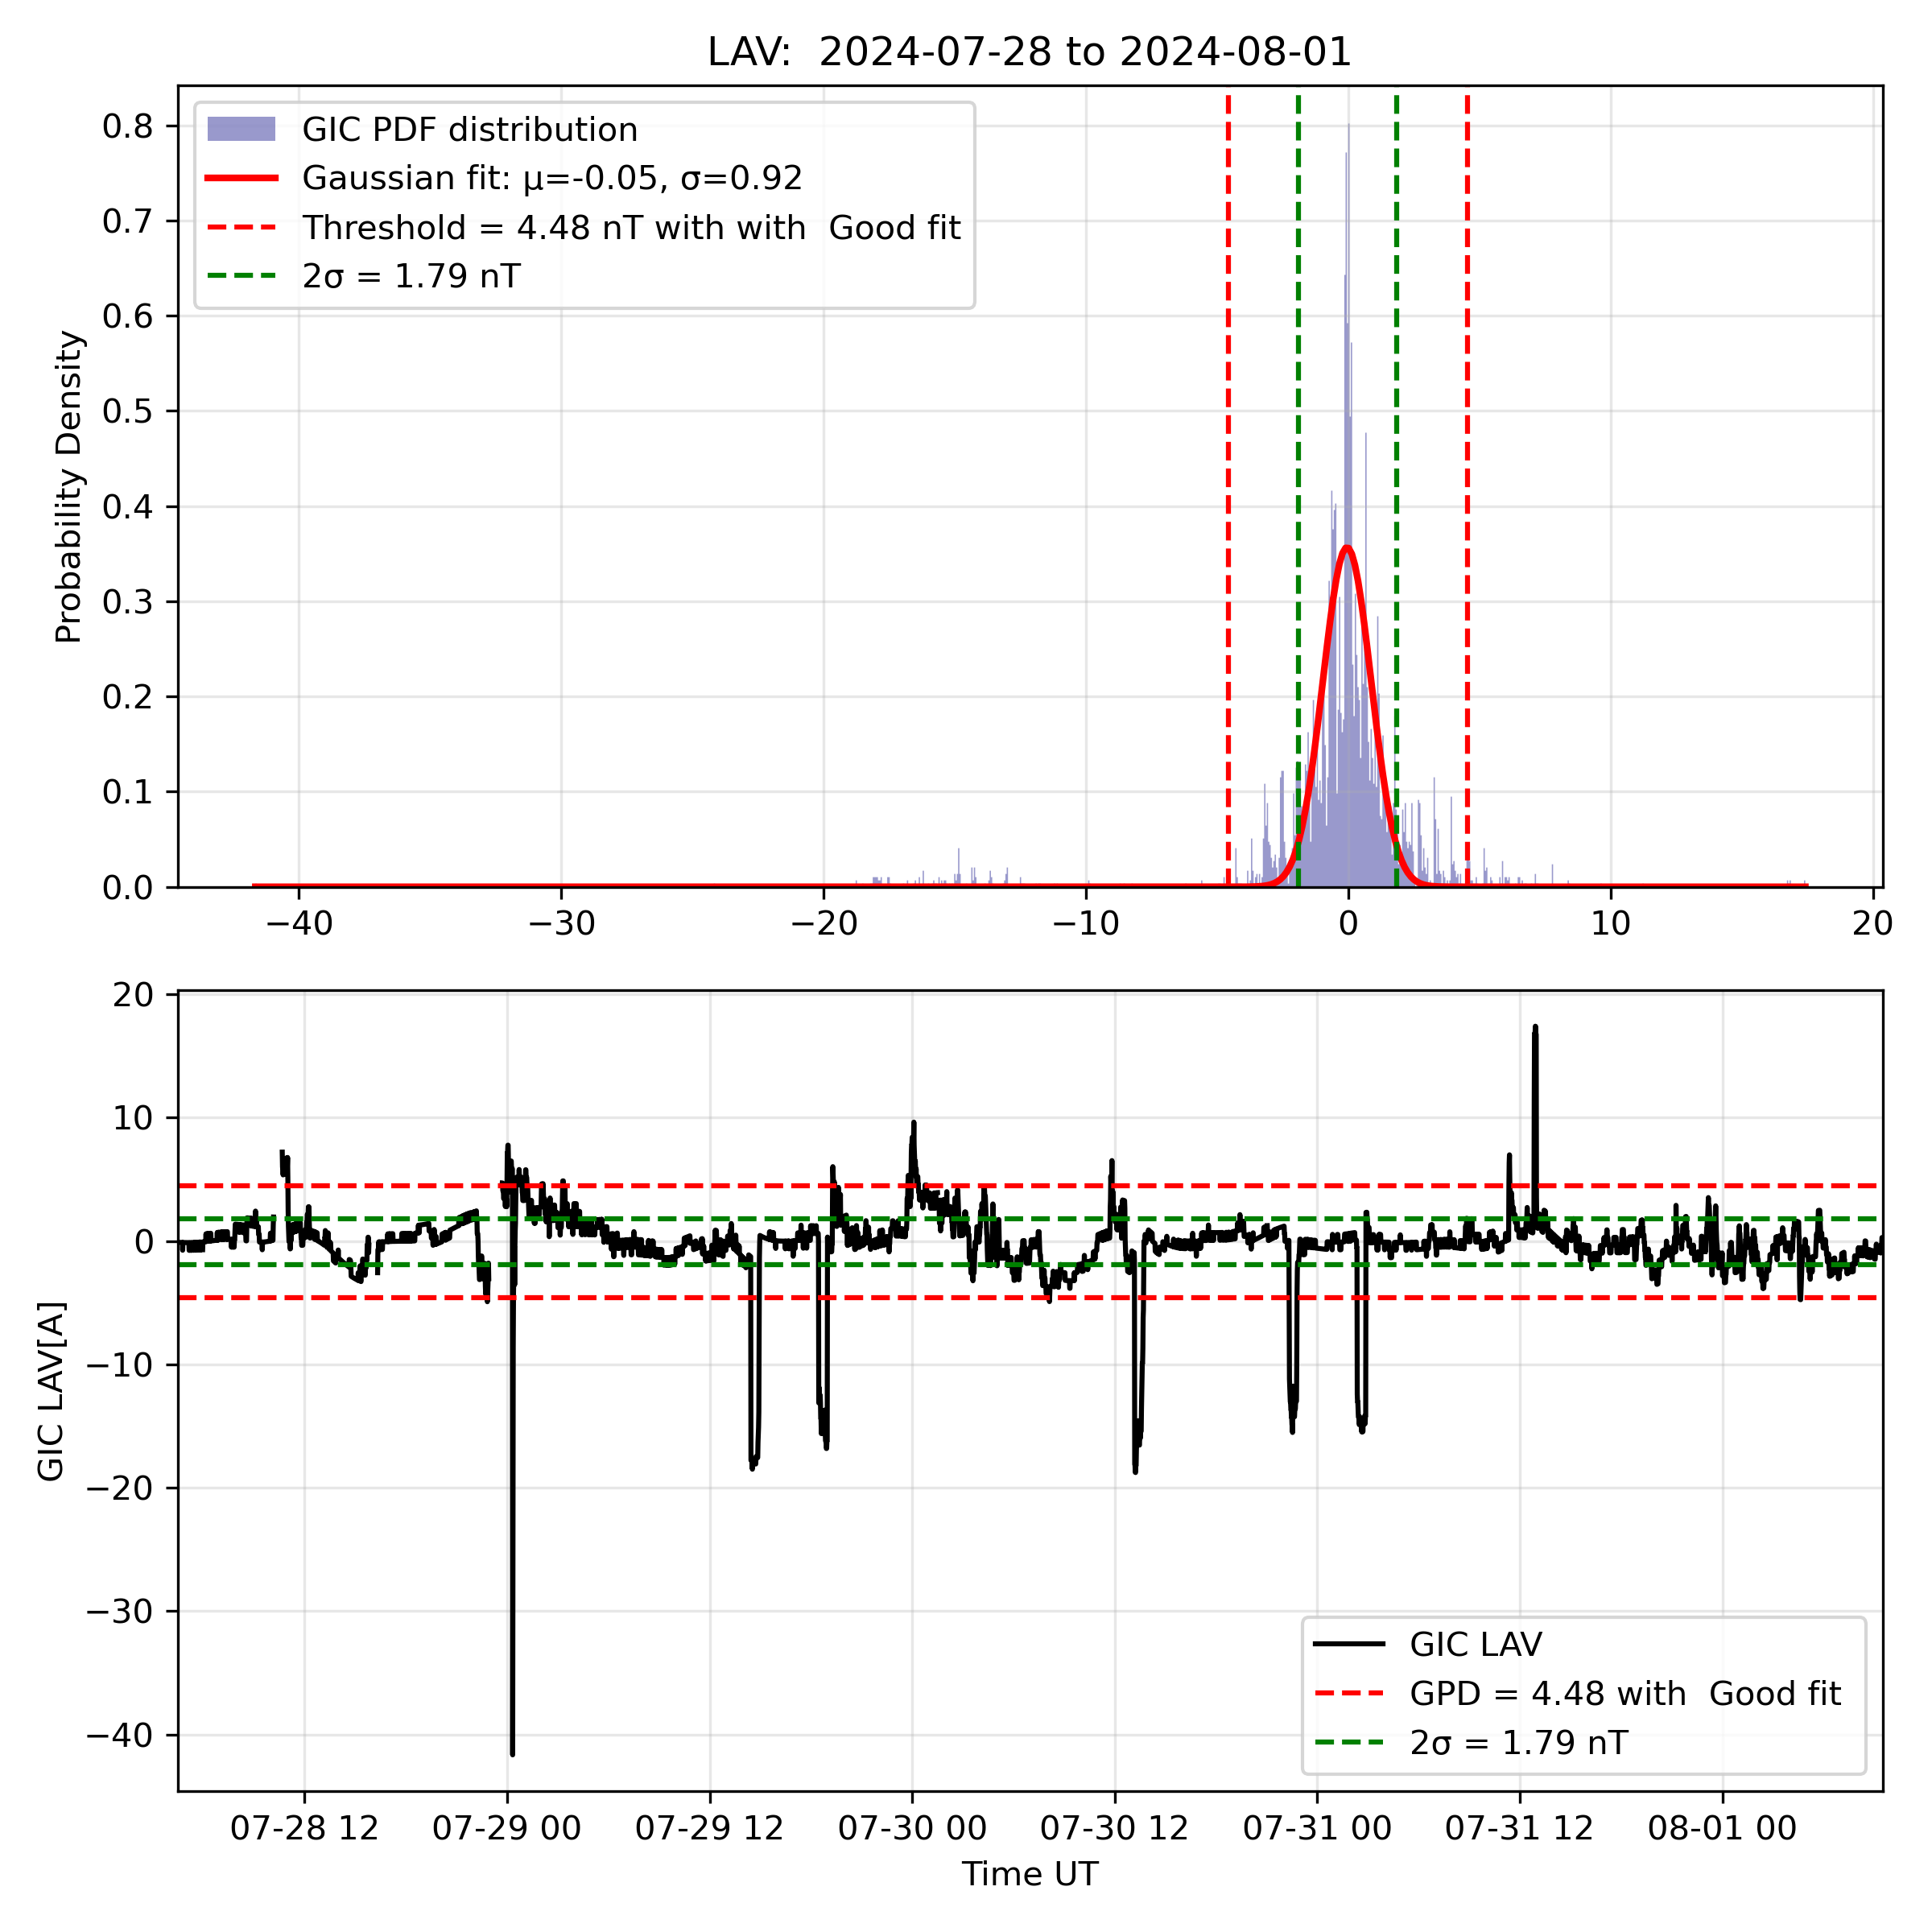 LAV:  2024-07-28 to 2024-08-01
GIC PDF distribution
Gaussian fit: μ=-0.05, σ=0.92
Threshold = 4.48 nT with with  Good fit
2σ = 1.79 nT
Probability Density
0.8
0.7
0.6
0.5
0.4
0.3
0.2
0.1
0.0
−40 −30 −20 −10 0 10 20
GIC LAV[A]
20
10
0
−10
−20
−30
−40
GIC LAV
GPD = 4.48 with  Good fit
2σ = 1.79 nT
07-28 12 07-29 00 07-29 12 07-30 00 07-30 12 07-31 00 07-31 12 08-01 00
Time UT